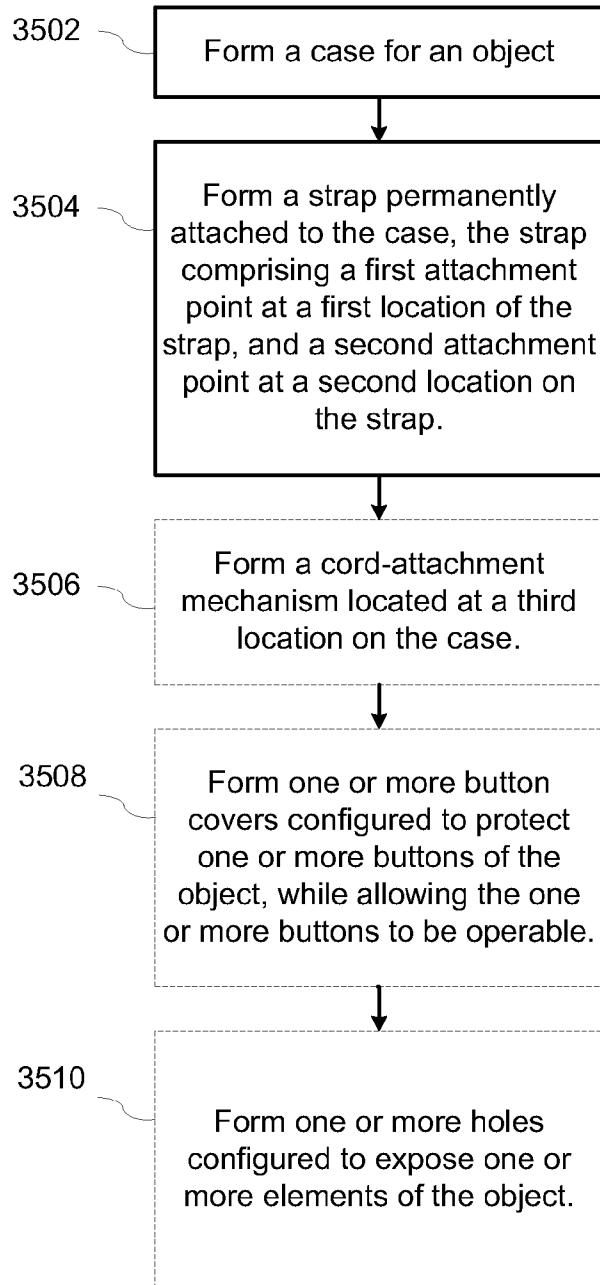 3502
Form a case for an object
3504
Form a strap permanently
attached to the case, the strap
comprising a first attachment
point at a first location of the
strap, and a second attachment
point at a second location on
the strap.
3506
Form a cord-attachment
mechanism located at a third
location on the case.
3508
Form one or more button
covers configured to protect
one or more buttons of the
object, while allowing the one
or more buttons to be operable.
3510
Form one or more holes
configured to expose one or
more elements of the object.